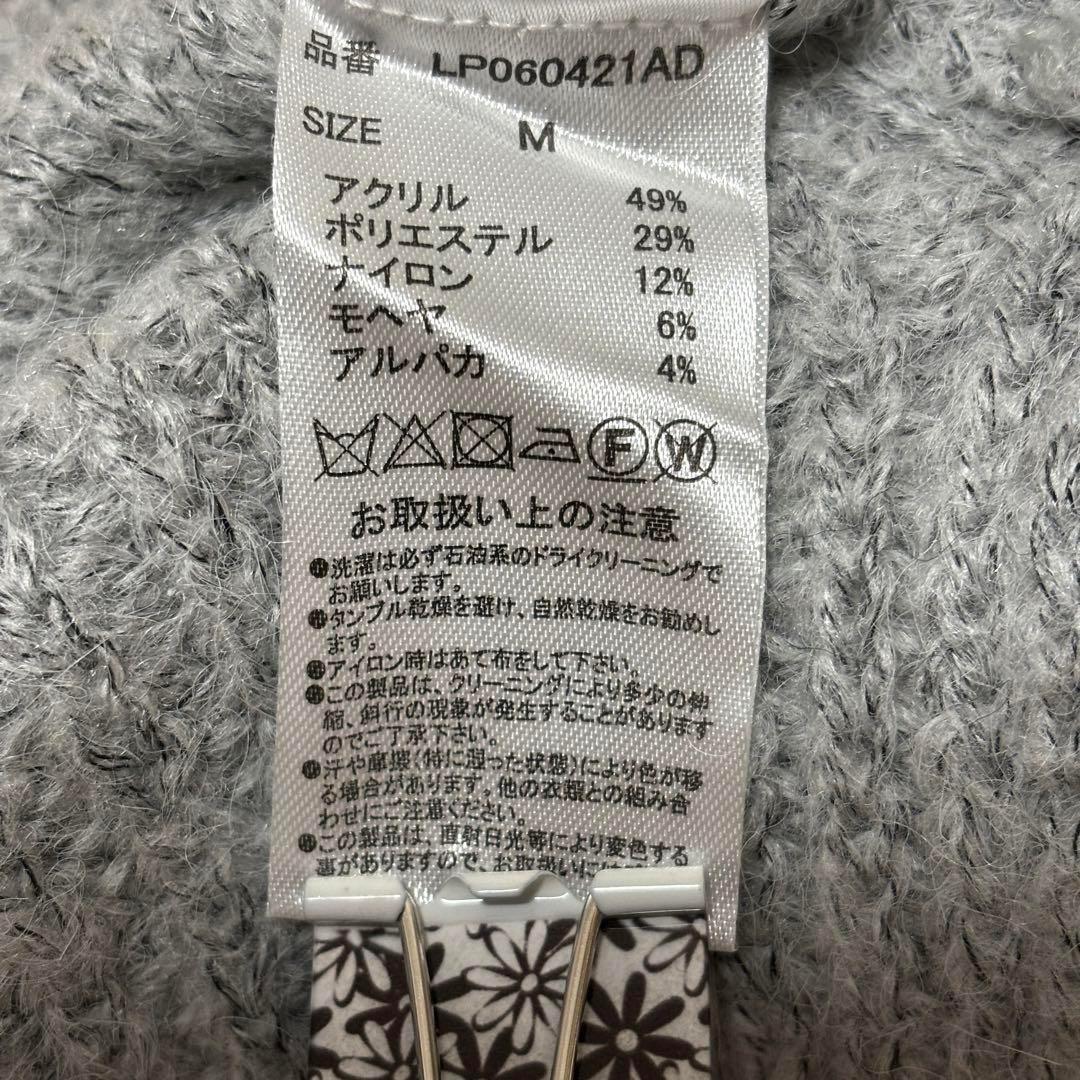 品番 LP060421AD
SIZE M
アクリル 49%
ポリエステル 29%
ナイロン 12%
モヘヤ 6%
アルパカ 4%
F W
お取扱い上の注意
●洗濯は必ず石油系のドライクリーニングで
お願いします。
●タンブル乾燥を避け、自然乾燥をお勧めし
ます。
●アイロン時はあて布をして下さい。
●この製品は、クリーニングにより多少の伸
縮、斜行の現象が発生することがあります
のでご了承下さい。
●汗や摩擦(特に湿った状態)により色が移
る場合があります。他の衣類との組み合
わせにご注意ください。
●この製品は、直射日光等により変色する
事がありますので、お取扱いには